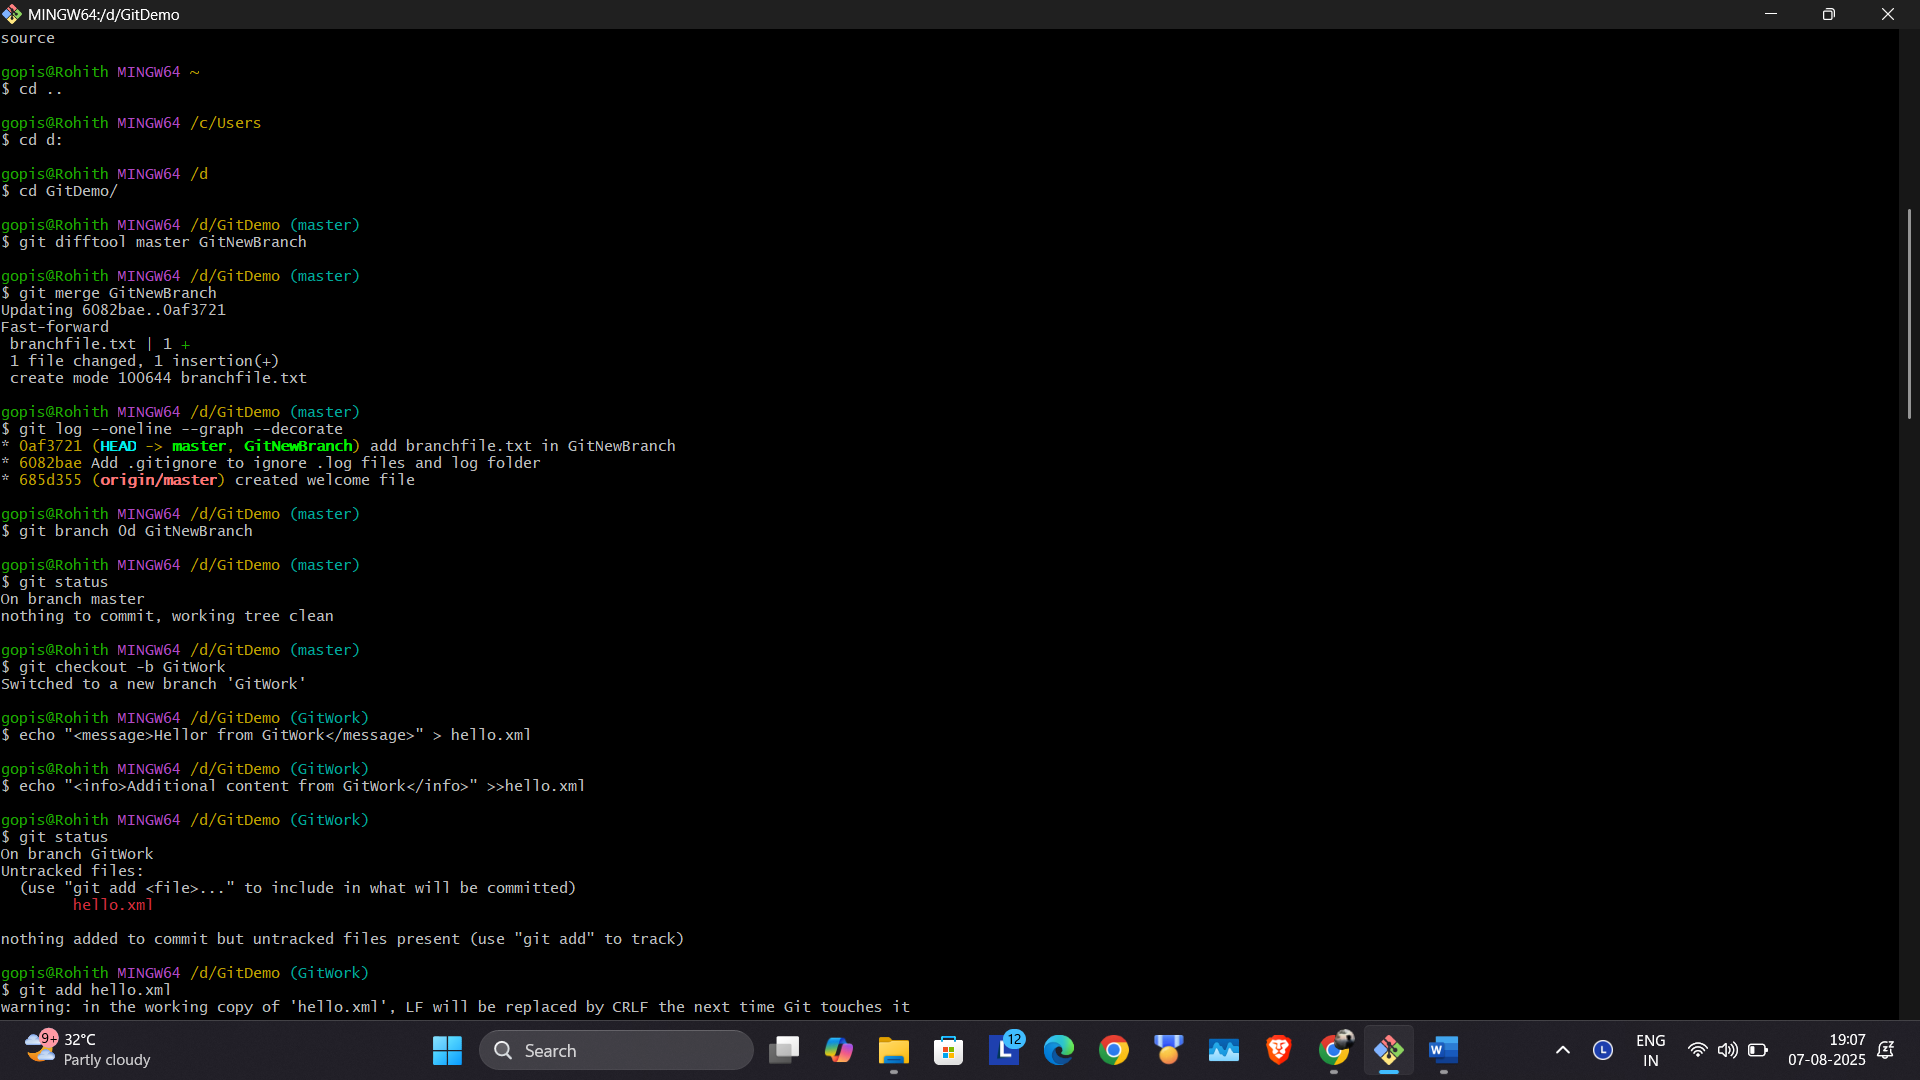 MINGW64:/d/GitDemo
source
gopis@Rohith MINGW64 ~
$ cd ..
gopis@Rohith MINGW64 /c/Users
$ cd d:
gopis@Rohith MINGW64 /d
$ cd GitDemo/
gopis@Rohith MINGW64 /d/GitDemo (master)
$ git difftool master GitNewBranch
gopis@Rohith MINGW64 /d/GitDemo (master)
$ git merge GitNewBranch
Updating 6082bae..0af3721
Fast-forward
 branchfile.txt | 1 +
 1 file changed, 1 insertion(+)
 create mode 100644 branchfile.txt
gopis@Rohith MINGW64 /d/GitDemo (master)
$ git log --oneline --graph --decorate
* 0af3721 (HEAD -> master, GitNewBranch) add branchfile.txt in GitNewBranch
* 6082bae Add .gitignore to ignore .log files and log folder
* 685d355 (origin/master) created welcome file
gopis@Rohith MINGW64 /d/GitDemo (master)
$ git branch 0d GitNewBranch
gopis@Rohith MINGW64 /d/GitDemo (master)
$ git status
On branch master
nothing to commit, working tree clean
gopis@Rohith MINGW64 /d/GitDemo (master)
$ git checkout -b GitWork
Switched to a new branch 'GitWork'
gopis@Rohith MINGW64 /d/GitDemo (GitWork)
$ echo "<message>Hellor from GitWork</message>" > hello.xml
gopis@Rohith MINGW64 /d/GitDemo (GitWork)
$ echo "<info>Additional content from GitWork</info>" >>hello.xml
gopis@Rohith MINGW64 /d/GitDemo (GitWork)
$ git status
On branch GitWork
Untracked files:
  (use "git add <file>..." to include in what will be committed)
        hello.xml
nothing added to commit but untracked files present (use "git add" to track)
gopis@Rohith MINGW64 /d/GitDemo (GitWork)
$ git add hello.xml
warning: in the working copy of 'hello.xml', LF will be replaced by CRLF the next time Git touches it
9+ 32°C
Partly cloudy
Search
12
ENG
IN
19:07
07-08-2025